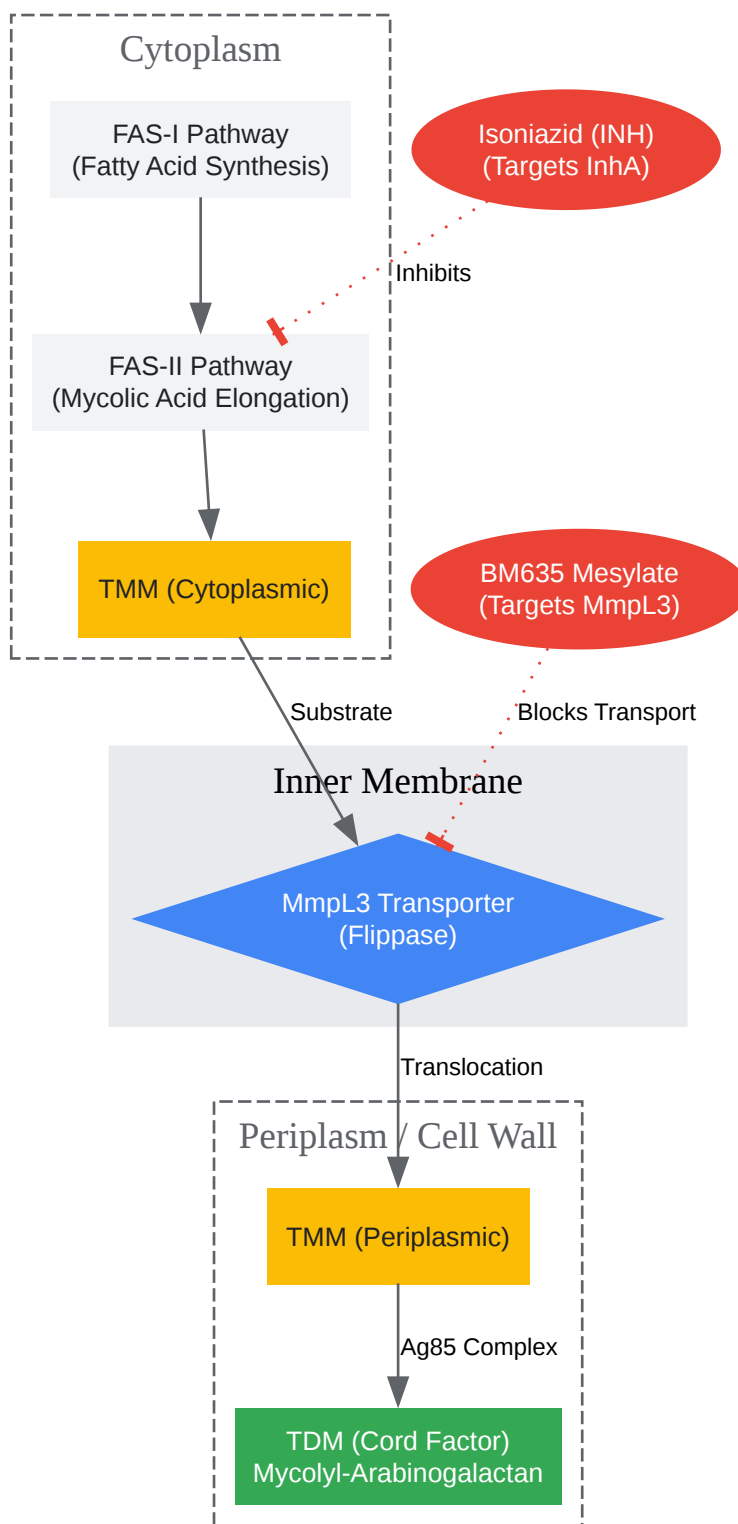 Cytoplasm
FAS-I Pathway
(Fatty Acid Synthesis)
Isoniazid (INH)
(Targets InhA)
Inhibits
FAS-II Pathway
(Mycolic Acid Elongation)
TMM (Cytoplasmic)
BM635 Mesylate
(Targets MmpL3)
Substrate
Blocks Transport
Inner Membrane
MmpL3 Transporter
(Flippase)
Translocation
Periplasm / Cell Wall
TMM (Periplasmic)
Ag85 Complex
TDM (Cord Factor)
Mycolyl-Arabinogalactan